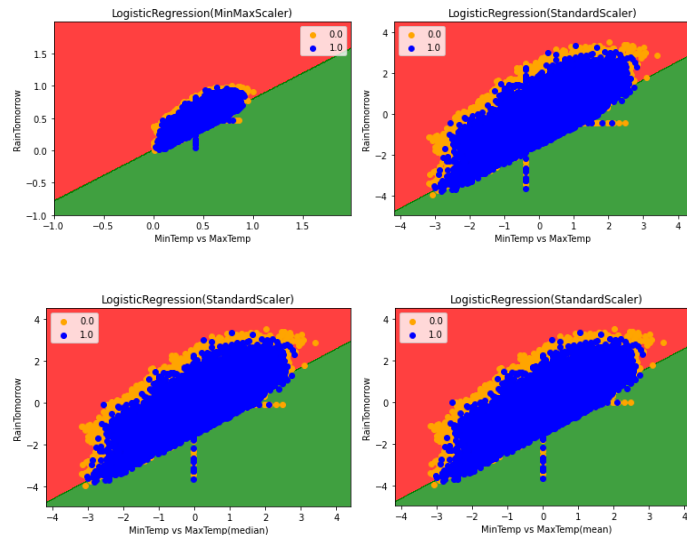 LogisticRegression(MinMaxScaler)
0.0
1.0
1.5
1.0
0.5
0.0
−0.5
−1.0
RainTomorrow
−1.0 −0.5 0.0 0.5 1.0 1.5
MinTemp vs MaxTemp
LogisticRegression(StandardScaler)
0.0
1.0
4
2
0
−2
−4
RainTomorrow
−4 −3 −2 −1 0 1 2 3 4
MinTemp vs MaxTemp
LogisticRegression(StandardScaler)
0.0
1.0
4
2
0
−2
−4
RainTomorrow
−4 −3 −2 −1 0 1 2 3 4
MinTemp vs MaxTemp(median)
LogisticRegression(StandardScaler)
0.0
1.0
4
2
0
−2
−4
RainTomorrow
−4 −3 −2 −1 0 1 2 3 4
MinTemp vs MaxTemp(mean)